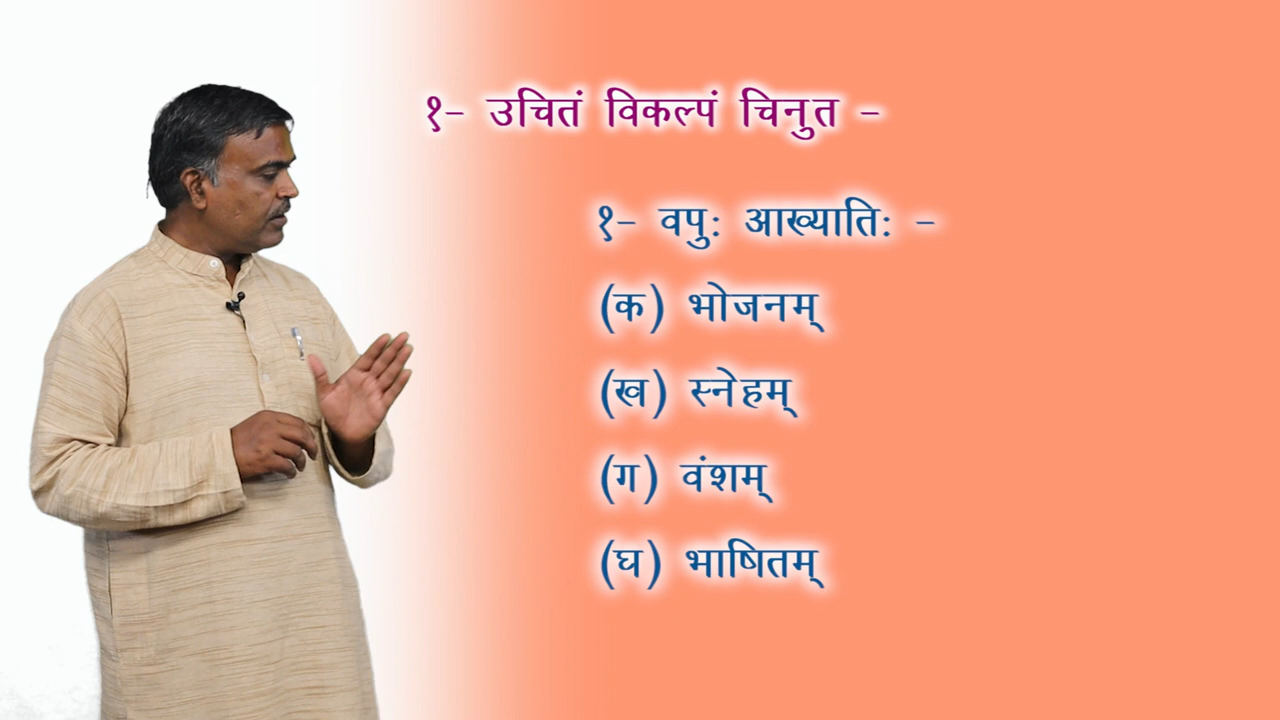 १- उचितं विकल्पं चिनुत -
१- वपुः आख्यातिः -
(क) भोजनम्
(ख) स्नेहम्
(ग) वंशम्
(घ) भाषितम्